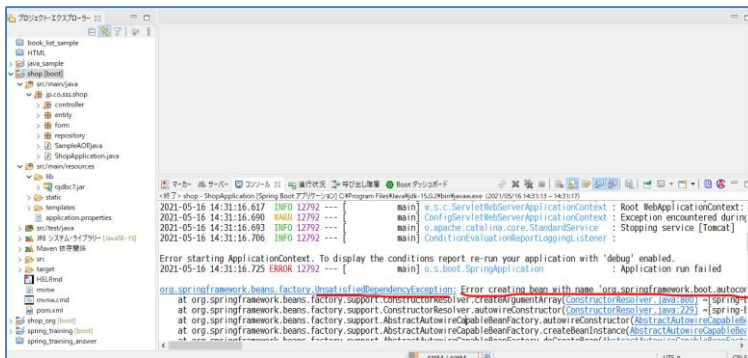 プロジェクト・エクスプローラー
book_list_sample
HTML
java_sample
shop [boot]
src/main/java
jp.co.sss.shop
controller
entity
form
repository
SampleAOP.java
ShopApplication.java
src/main/resources
lib
ojdbc7.jar
static
templates
application.properties
src/test/java
JRE システム・ライブラリー [JavaSE-15]
Maven 依存関係
src
target
HELP.md
mvnw
mvnw.cmd
pom.xml
shop_org [boot]
spring_training [boot]
spring_training_answer
マーカー サーバー コンソール 進行状況 呼び出し階層 Boot ダッシュボード
<終了> shop - ShopApplication [Spring Boot アプリケーション] C:¥Program Files¥Java¥jdk-15.0.2¥bin¥javaw.exe (2021/05/16 14:31:13 – 14:31:17)
2021-05-16 14:31:16.617 INFO 12792 --- [ main] w.s.c.ServletWebServerApplicationContext : Root WebApplicationContext:
2021-05-16 14:31:16.690 WARN 12792 --- [ main] ConfigServletWebServerApplicationContext : Exception encountered during
2021-05-16 14:31:16.693 INFO 12792 --- [ main] o.apache.catalina.core.StandardService : Stopping service [Tomcat]
2021-05-16 14:31:16.706 INFO 12792 --- [ main] ConditionEvaluationReportLoggingListener :
Error starting ApplicationContext. To display the conditions report re-run your application with 'debug' enabled.
2021-05-16 14:31:16.725 ERROR 12792 --- [ main] o.s.boot.SpringApplication : Application run failed
org.springframework.beans.factory.UnsatisfiedDependencyException: Error creating bean with name 'org.springframework.boot.autocon
at org.springframework.beans.factory.support.ConstructorResolver.createArgumentArray(ConstructorResolver.java:800) ~[spring-b
at org.springframework.beans.factory.support.ConstructorResolver.autowireConstructor(ConstructorResolver.java:229) ~[spring-b
at org.springframework.beans.factory.support.AbstractAutowireCapableBeanFactory.autowireConstructor(AbstractAutowireCapableBe
at org.springframework.beans.factory.support.AbstractAutowireCapableBeanFactory.createBeanInstance(AbstractAutowireCapableBea